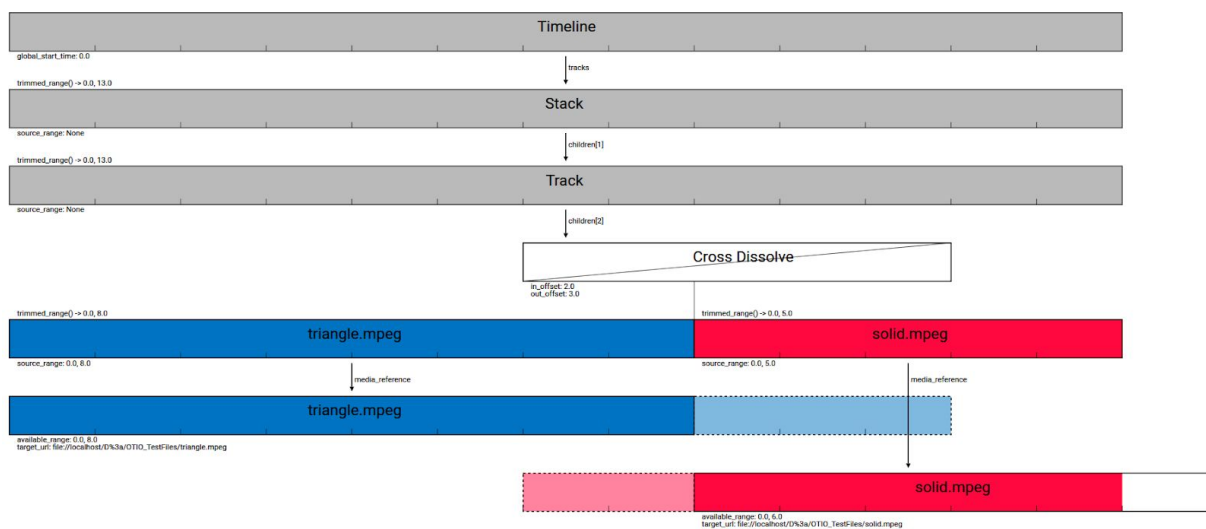 Timeline
global_start_time: 0.0
tracks
trimmed_range() -> 0.0, 13.0
Stack
source_range: None
children[1]
trimmed_range() -> 0.0, 13.0
Track
source_range: None
children[2]
Cross Dissolve
in_offset: 2.0
out_offset: 3.0
trimmed_range() -> 0.0, 8.0
trimmed_range() -> 0.0, 5.0
triangle.mpeg
solid.mpeg
source_range: 0.0, 8.0
source_range: 0.0, 5.0
media_reference
media_reference
triangle.mpeg
available_range: 0.0, 8.0
target_url: file://localhost/D%3a/OTIO_TestFiles/triangle.mpeg
solid.mpeg
available_range: 0.0, 6.0
target_url: file://localhost/D%3a/OTIO_TestFiles/solid.mpeg